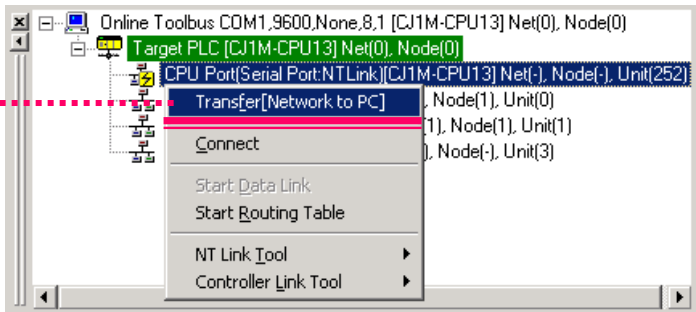 Online Toolbus COM1,9600,None,8,1 [CJ1M-CPU13] Net(0), Node(0)
Target PLC [CJ1M-CPU13] Net(0), Node(0)
CPU Port(Serial Port:NTLink)[CJ1M-CPU13] Net(-), Node(-), Unit(252)
Transfer[Network to PC]
, Node(1), Unit(0)
(1), Node(1), Unit(1)
Connect
), Node(-), Unit(3)
Start Data Link
Start Routing Table
NT Link Tool
Controller Link Tool